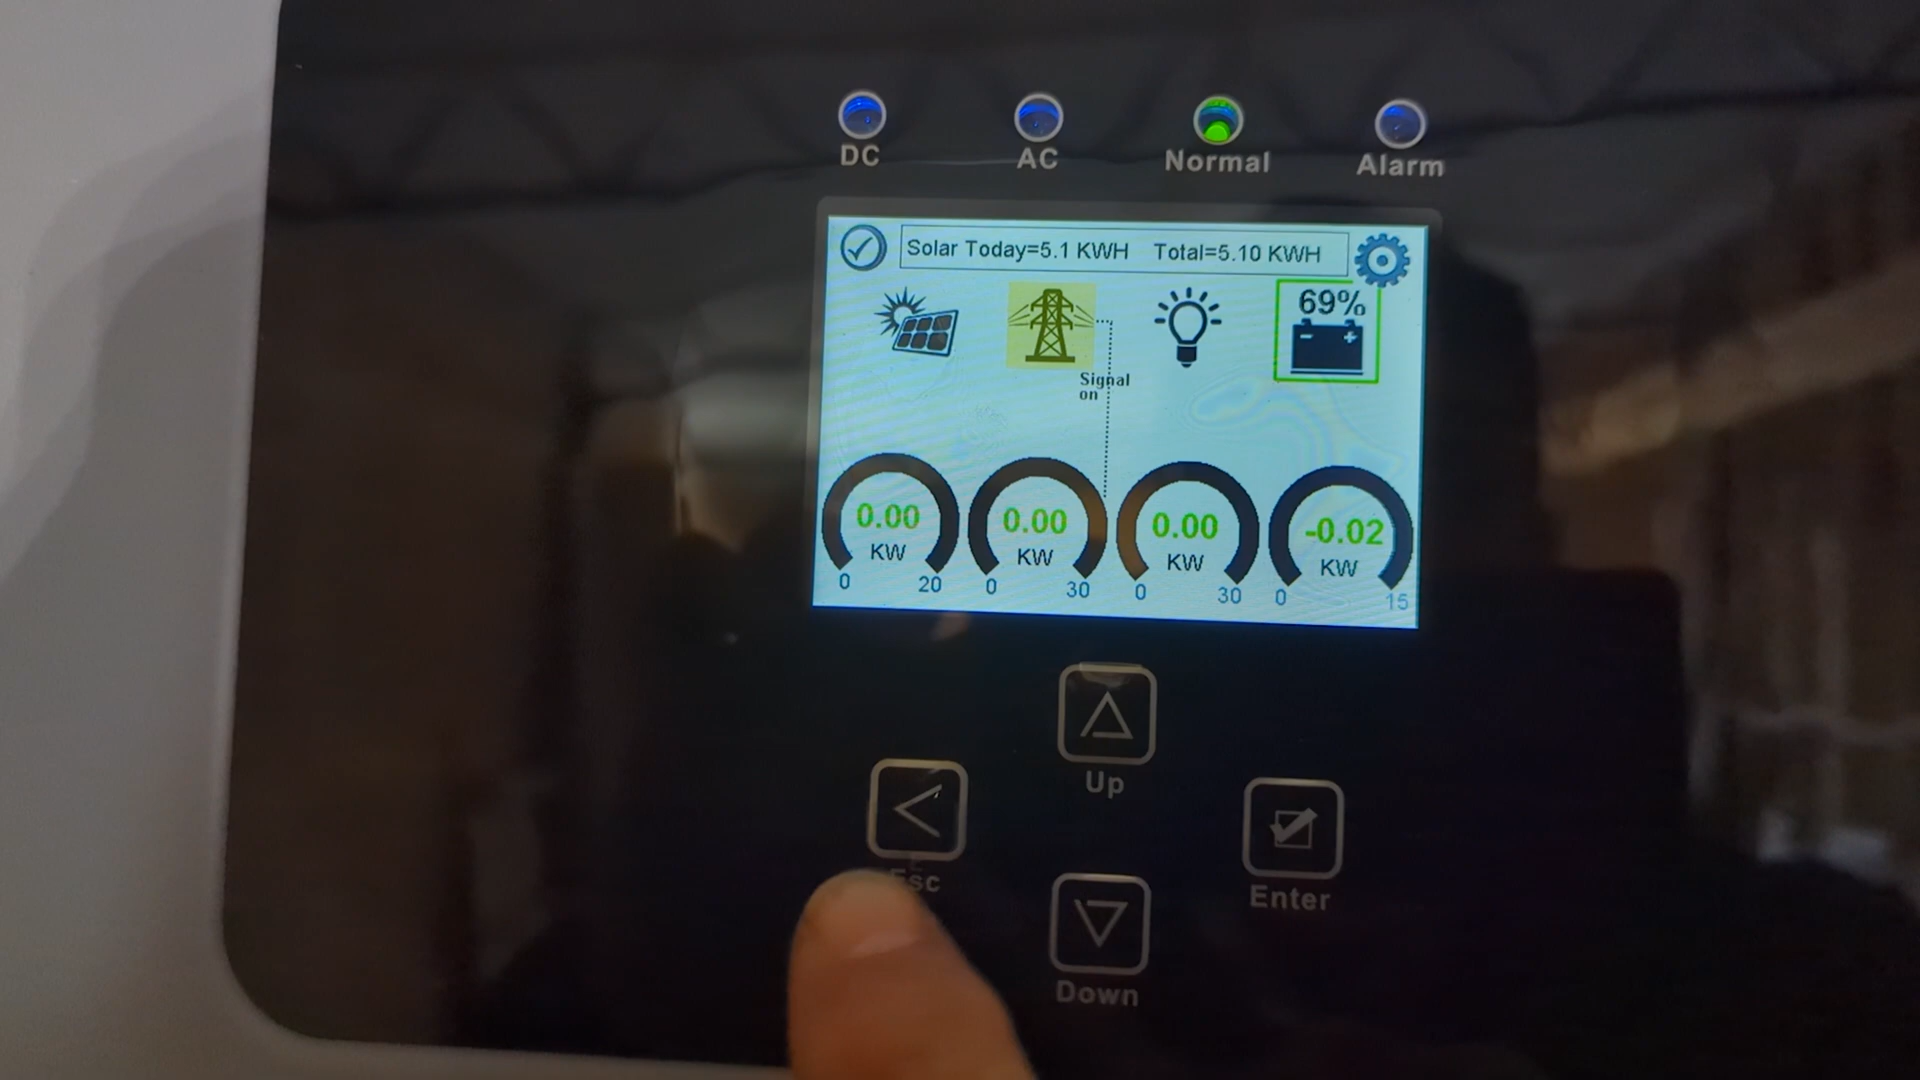 DC AC Normal Alarm
Solar Today=5.1 KWH Total=5.10 KWH
69%
Signal
on
0.00 0.00 0.00 -0.02
KW KW KW KW
0 20 0 30 0 30 0 15
Up
Esc
Enter
Down